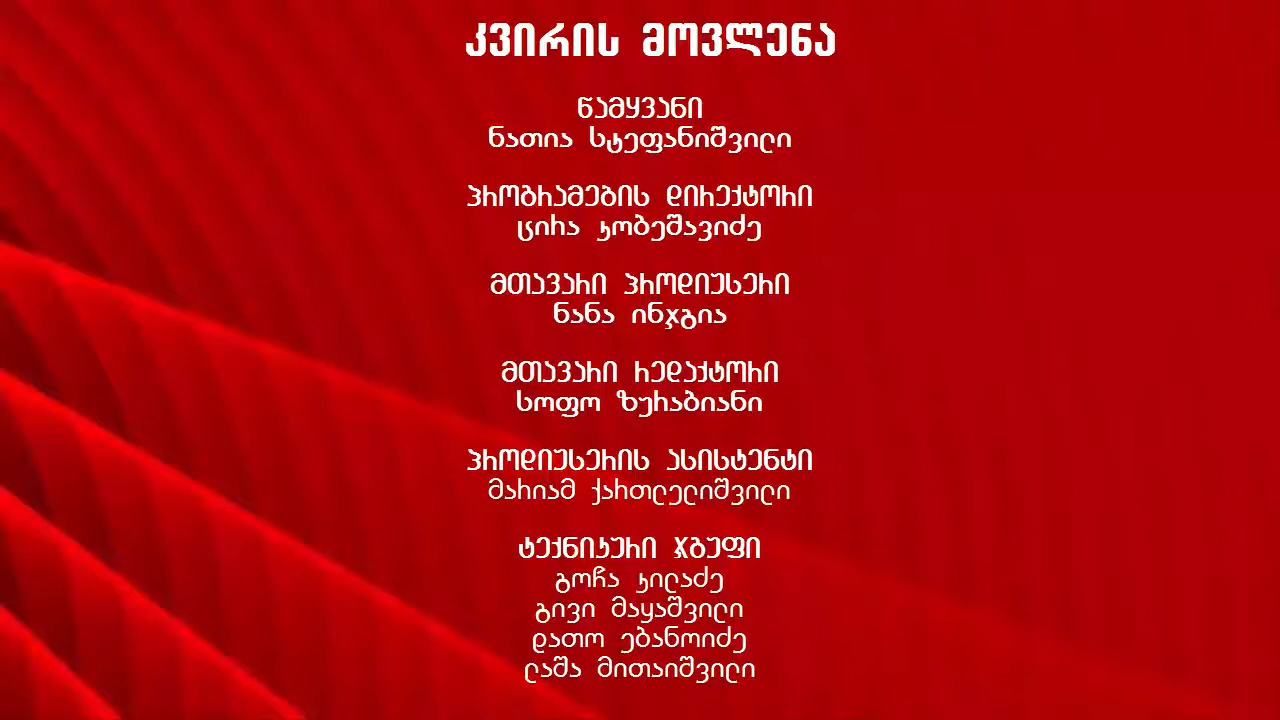 კვირის მოვლენა
წამყვანი
ნათია სტეფანიშვილი
პროგრამების დირექტორი
ცირა კობეშავიძე
მთავარი პროდიუსერი
ნანა ინჯგია
მთავარი რედაქტორი
სოფო ზურაბიანი
პროდიუსერის ასისტენტი
მარიამ ქართლელიშვილი
ტექნიკური ჯგუფი
გოჩა კილაძე
გივი მაყაშვილი
დათო ებანოიძე
ლაშა მითაიშვილი